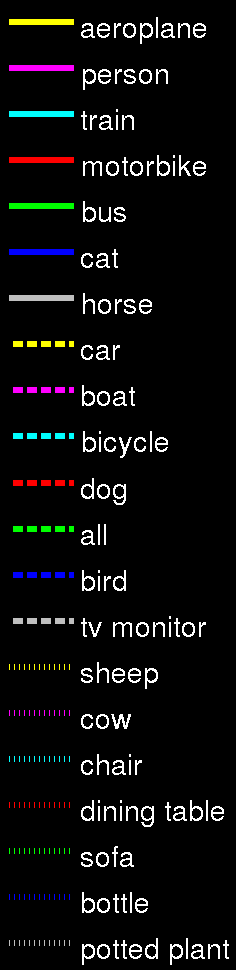 aeroplane
person
train
motorbike
bus
cat
horse
car
boat
bicycle
dog
all
bird
tv monitor
sheep
cow
chair
dining table
sofa
bottle
potted plant